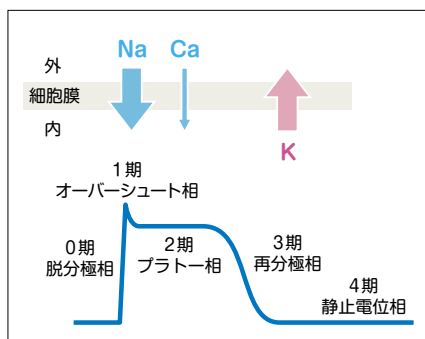 Na Ca
外
細胞膜
内
K
1期
オーバーシュート相
0期
脱分極相
2期
プラトー相
3期
再分極相
4期
静止電位相